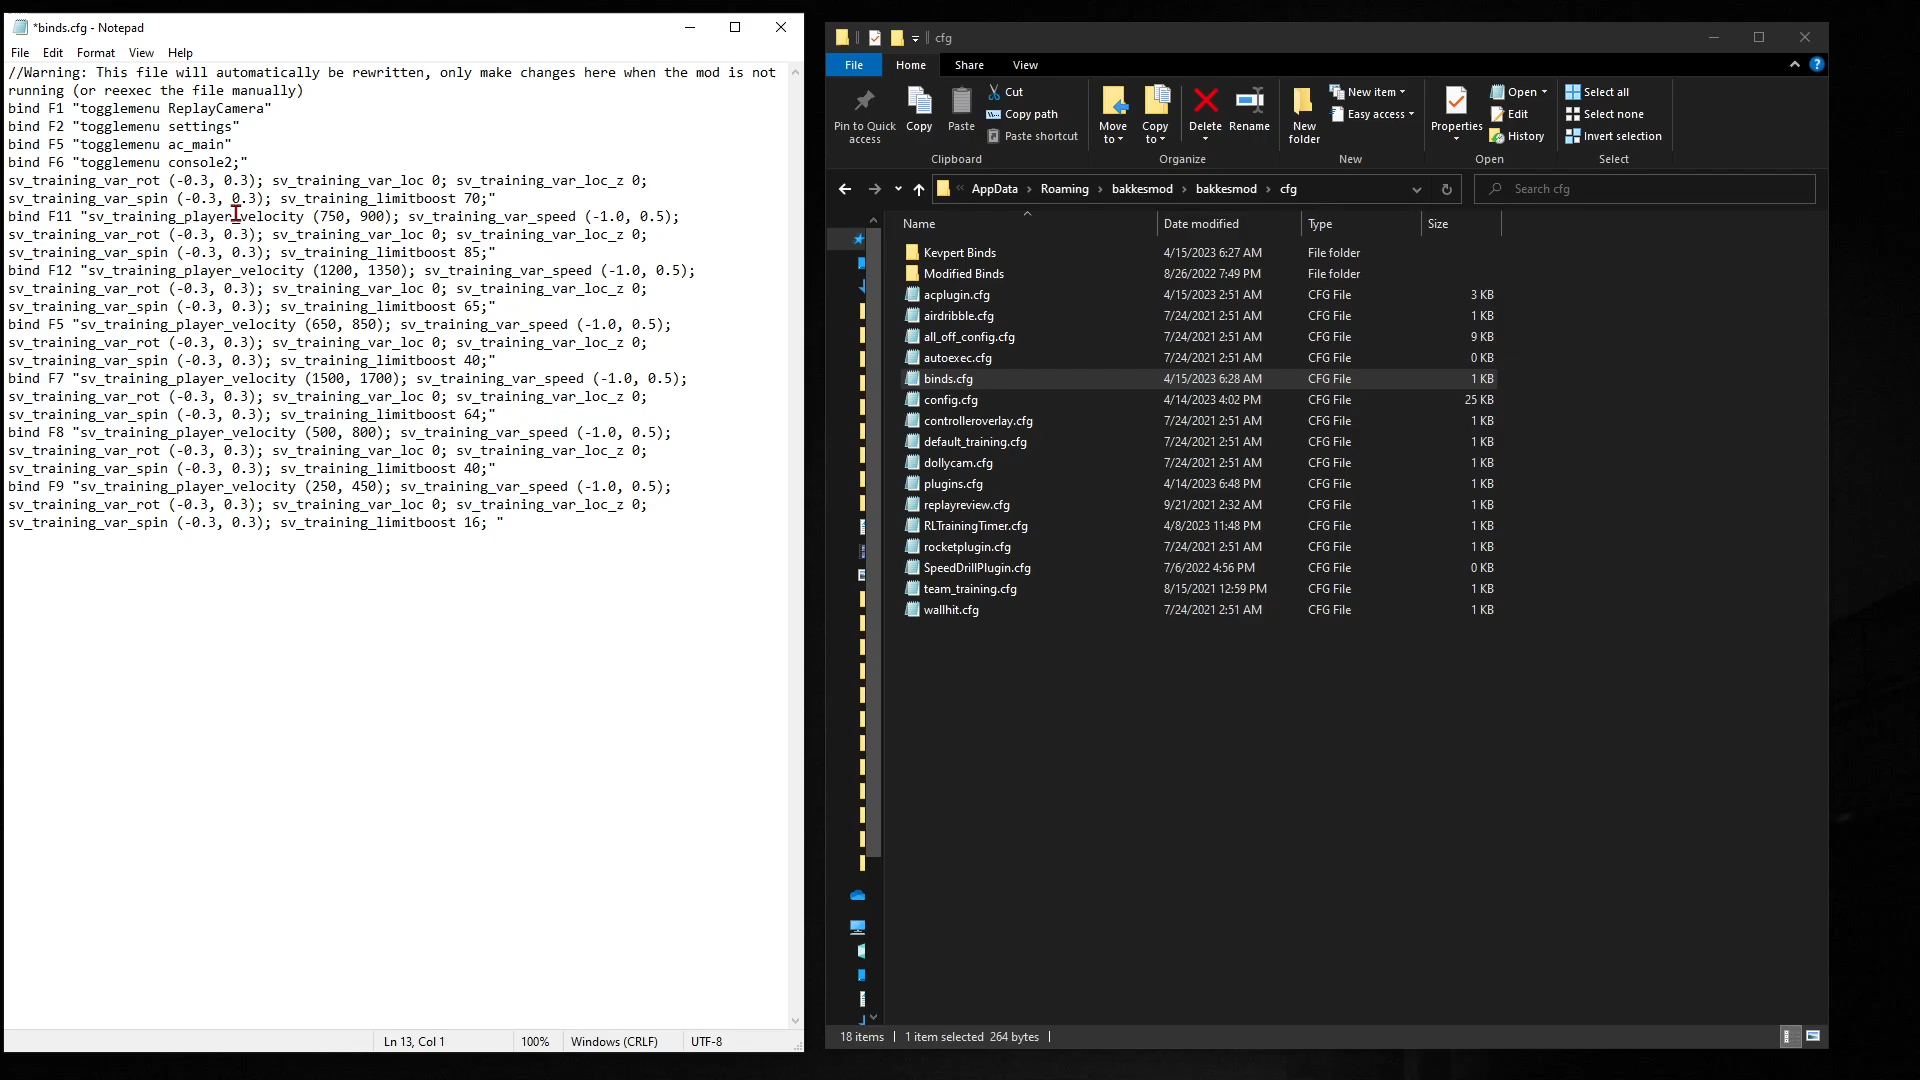 *binds.cfg - Notepad
File Edit Format View Help
//Warning: This file will automatically be rewritten, only make changes here when the mod is not
running (or reexec the file manually)
bind F1 "togglemenu ReplayCamera"
bind F2 "togglemenu settings"
bind F5 "togglemenu ac_main"
bind F6 "togglemenu console2;"
sv_training_var_rot (-0.3, 0.3); sv_training_var_loc 0; sv_training_var_loc_z 0;
sv_training_var_spin (-0.3, 0.3); sv_training_limitboost 70;"
bind F11 "sv_training_player_velocity (750, 900); sv_training_var_speed (-1.0, 0.5);
sv_training_var_rot (-0.3, 0.3); sv_training_var_loc 0; sv_training_var_loc_z 0;
sv_training_var_spin (-0.3, 0.3); sv_training_limitboost 85;"
bind F12 "sv_training_player_velocity (1200, 1350); sv_training_var_speed (-1.0, 0.5);
sv_training_var_rot (-0.3, 0.3); sv_training_var_loc 0; sv_training_var_loc_z 0;
sv_training_var_spin (-0.3, 0.3); sv_training_limitboost 65;"
bind F5 "sv_training_player_velocity (650, 850); sv_training_var_speed (-1.0, 0.5);
sv_training_var_rot (-0.3, 0.3); sv_training_var_loc 0; sv_training_var_loc_z 0;
sv_training_var_spin (-0.3, 0.3); sv_training_limitboost 40;"
bind F7 "sv_training_player_velocity (1500, 1700); sv_training_var_speed (-1.0, 0.5);
sv_training_var_rot (-0.3, 0.3); sv_training_var_loc 0; sv_training_var_loc_z 0;
sv_training_var_spin (-0.3, 0.3); sv_training_limitboost 64;"
bind F8 "sv_training_player_velocity (500, 800); sv_training_var_speed (-1.0, 0.5);
sv_training_var_rot (-0.3, 0.3); sv_training_var_loc 0; sv_training_var_loc_z 0;
sv_training_var_spin (-0.3, 0.3); sv_training_limitboost 40;"
bind F9 "sv_training_player_velocity (250, 450); sv_training_var_speed (-1.0, 0.5);
sv_training_var_rot (-0.3, 0.3); sv_training_var_loc 0; sv_training_var_loc_z 0;
sv_training_var_spin (-0.3, 0.3); sv_training_limitboost 16; "
Ln 13, Col 1 100% Windows (CRLF) UTF-8
cfg
File Home Share View
Pin to Quick access
Copy
Paste
Cut
Copy path
Paste shortcut
Clipboard
Move to
Copy to
Delete
Rename
Organize
New folder
New item
Easy access
New
Properties
Open
Edit
History
Open
Select all
Select none
Invert selection
Select
« AppData › Roaming › bakkesmod › bakkesmod › cfg
Search cfg
Name Date modified Type Size
Kevpert Binds 4/15/2023 6:27 AM File folder
Modified Binds 8/26/2022 7:49 PM File folder
acplugin.cfg 4/15/2023 2:51 AM CFG File 3 KB
airdribble.cfg 7/24/2021 2:51 AM CFG File 1 KB
all_off_config.cfg 7/24/2021 2:51 AM CFG File 9 KB
autoexec.cfg 7/24/2021 2:51 AM CFG File 0 KB
binds.cfg 4/15/2023 6:28 AM CFG File 1 KB
config.cfg 4/14/2023 4:02 PM CFG File 25 KB
controlleroverlay.cfg 7/24/2021 2:51 AM CFG File 1 KB
default_training.cfg 7/24/2021 2:51 AM CFG File 1 KB
dollycam.cfg 7/24/2021 2:51 AM CFG File 1 KB
plugins.cfg 4/14/2023 6:48 PM CFG File 1 KB
replayreview.cfg 9/21/2021 2:32 AM CFG File 1 KB
RLTrainingTimer.cfg 4/8/2023 11:48 PM CFG File 1 KB
rocketplugin.cfg 7/24/2021 2:51 AM CFG File 1 KB
SpeedDrillPlugin.cfg 7/6/2022 4:56 PM CFG File 0 KB
team_training.cfg 8/15/2021 12:59 PM CFG File 1 KB
wallhit.cfg 7/24/2021 2:51 AM CFG File 1 KB
18 items 1 item selected 264 bytes